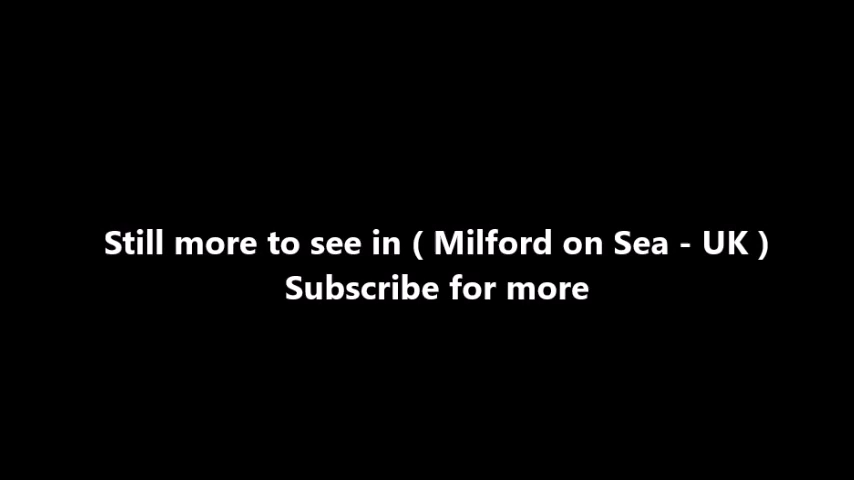 Still more to see in ( Milford on Sea - UK )
Subscribe for more